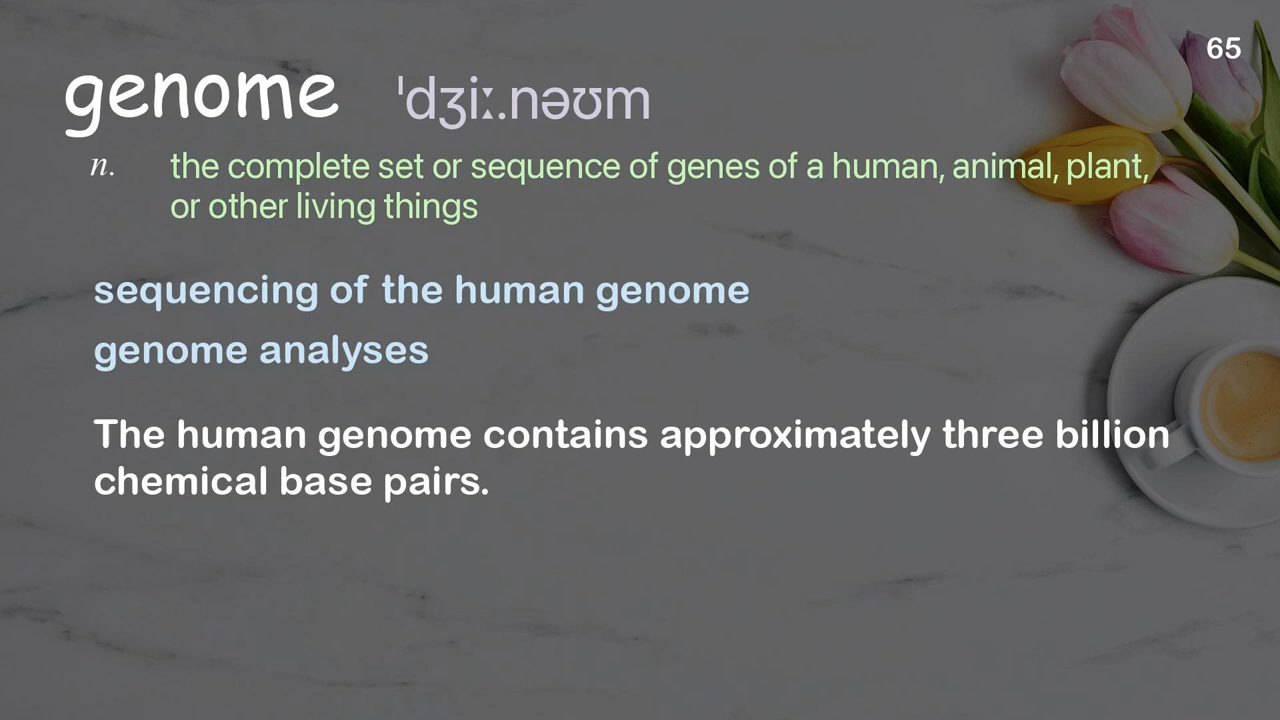 65
genome ˈdʒiː.nəʊm
n. the complete set or sequence of genes of a human, animal, plant,
or other living things
sequencing of the human genome
genome analyses
The human genome contains approximately three billion
chemical base pairs.